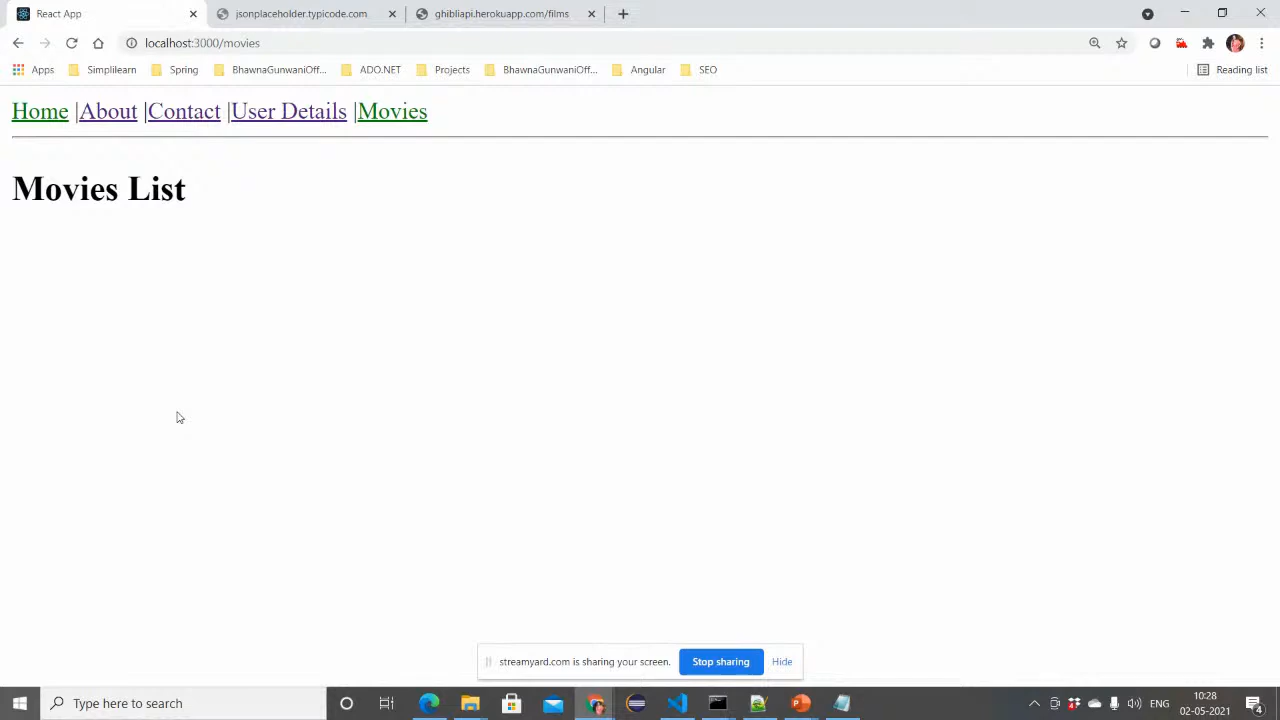 React App
jsonplaceholder.typicode.com
ghibliapi.herokuapp.com/films
localhost:3000/movies
Apps Simplilearn Spring BhawnaGunwaniOff... ADO.NET Projects BhawnaGunwaniOff... Angular SEO Reading list
Home |About |Contact |User Details |Movies
Movies List
streamyard.com is sharing your screen. Stop sharing Hide
Type here to search
ENG
10:28
02-05-2021
4